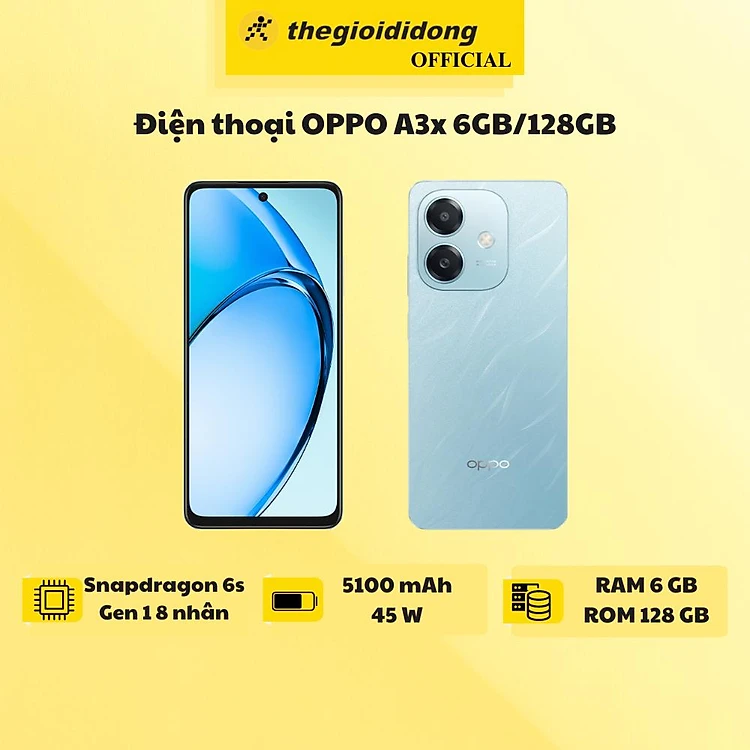 thegioididong
OFFICIAL
Điện thoại OPPO A3x 6GB/128GB
oppo
Snapdragon 6s
Gen 1 8 nhân
5100 mAh
45 W
RAM 6 GB
ROM 128 GB